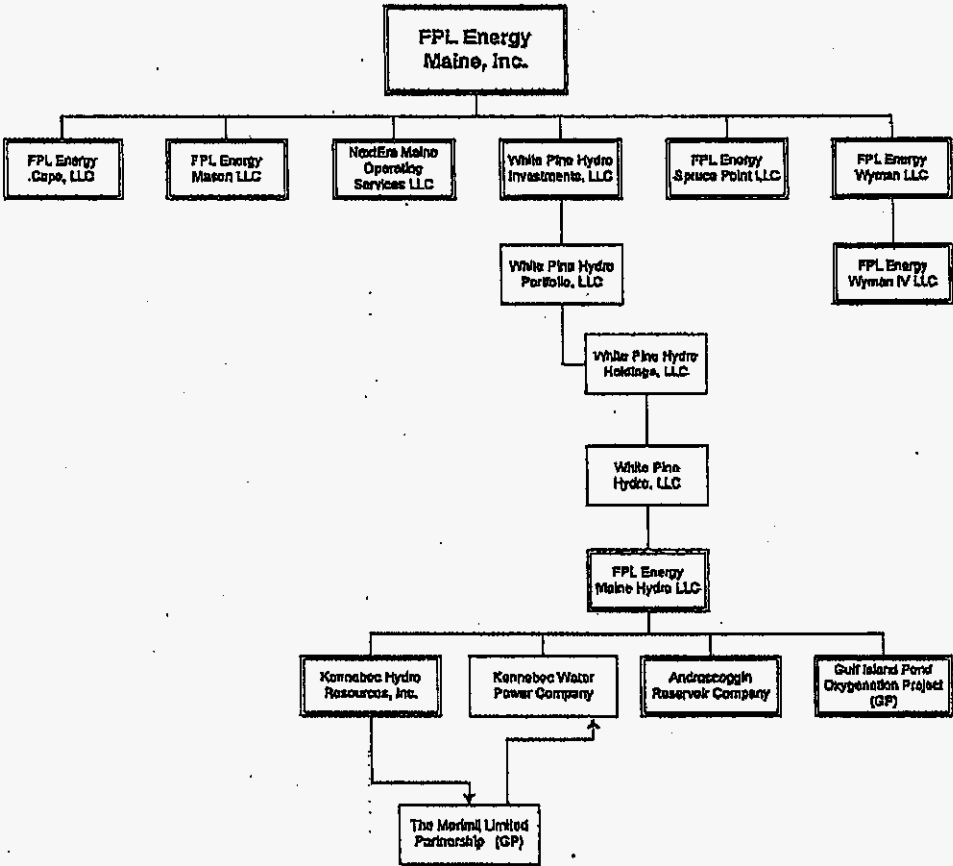 FPL Energy
Maine, Inc.
FPL Energy
Cape, LLC
FPL Energy
Mason LLC
NextEra Maine
Operating
Services LLC
White Pine Hydro
Investments, LLC
FPL Energy
Spruce Point LLC
FPL Energy
Wyman LLC
White Pine Hydro
Portfolio, LLC
FPL Energy
Wyman IV LLC
White Pine Hydro
Holdings, LLC
White Pine
Hydro, LLC
FPL Energy
Maine Hydro LLC
Kennebec Hydro
Resources, Inc.
Kennebec Water
Power Company
Androscoggin
Reservoir Company
Gulf Island Pond
Oxygenation Project
(GP)
The Merimil Limited
Partnership (GP)